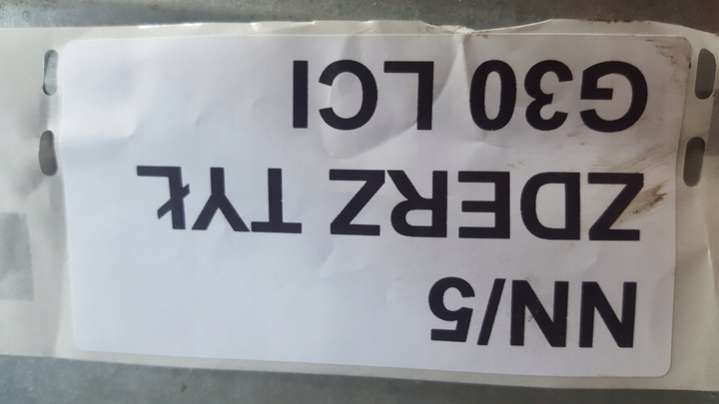 NN/5
ZDERZ TYŁ
G30 LCI